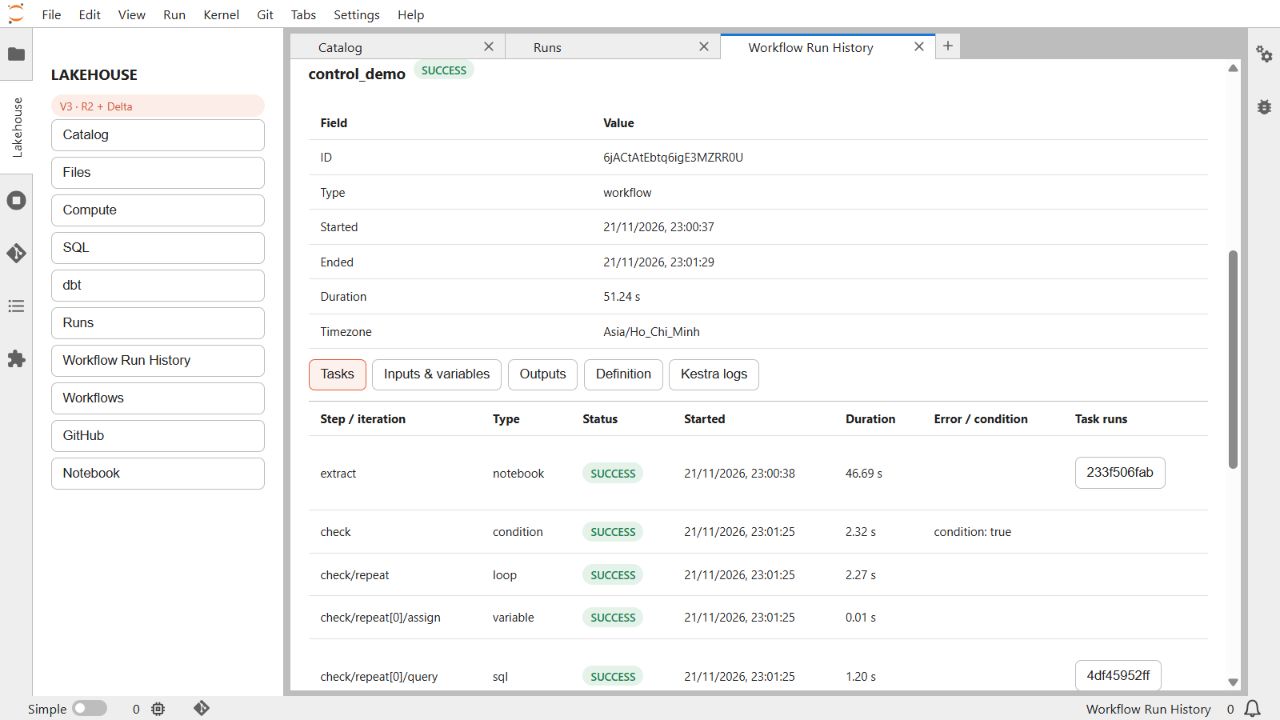 File Edit View Run Kernel Git Tabs Settings Help
Catalog
Runs
Workflow Run History
Lakehouse
LAKEHOUSE
V3 · R2 + Delta
Catalog
Files
Compute
SQL
dbt
Runs
Workflow Run History
Workflows
GitHub
Notebook
control_demo SUCCESS
Field Value
ID 6jACtAtEbtq6igE3MZRR0U
Type workflow
Started 21/11/2026, 23:00:37
Ended 21/11/2026, 23:01:29
Duration 51.24 s
Timezone Asia/Ho_Chi_Minh
Tasks Inputs & variables Outputs Definition Kestra logs
Step / iteration Type Status Started Duration Error / condition Task runs
extract notebook SUCCESS 21/11/2026, 23:00:38 46.69 s 233f506fab
check condition SUCCESS 21/11/2026, 23:01:25 2.32 s condition: true
check/repeat loop SUCCESS 21/11/2026, 23:01:25 2.27 s
check/repeat[0]/assign variable SUCCESS 21/11/2026, 23:01:25 0.01 s
check/repeat[0]/query sql SUCCESS 21/11/2026, 23:01:25 1.20 s 4df45952ff
Simple 0 Workflow Run History 0